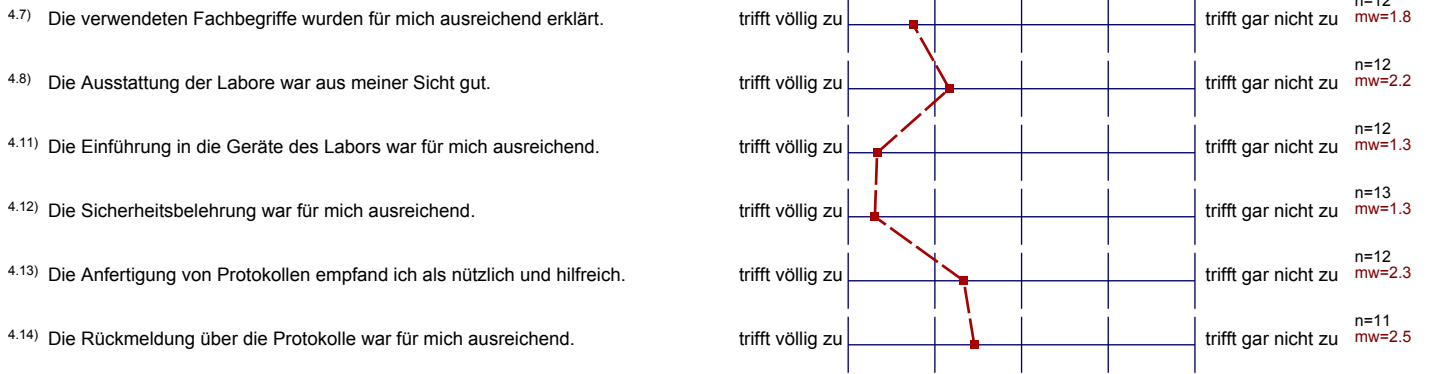 4.7) Die verwendeten Fachbegriffe wurden für mich ausreichend erklärt. trifft völlig zu trifft gar nicht zu n=12 mw=1.8
4.8) Die Ausstattung der Labore war aus meiner Sicht gut. trifft völlig zu trifft gar nicht zu n=12 mw=2.2
4.11) Die Einführung in die Geräte des Labors war für mich ausreichend. trifft völlig zu trifft gar nicht zu n=12 mw=1.3
4.12) Die Sicherheitsbelehrung war für mich ausreichend. trifft völlig zu trifft gar nicht zu n=13 mw=1.3
4.13) Die Anfertigung von Protokollen empfand ich als nützlich und hilfreich. trifft völlig zu trifft gar nicht zu n=12 mw=2.3
4.14) Die Rückmeldung über die Protokolle war für mich ausreichend. trifft völlig zu trifft gar nicht zu n=11 mw=2.5